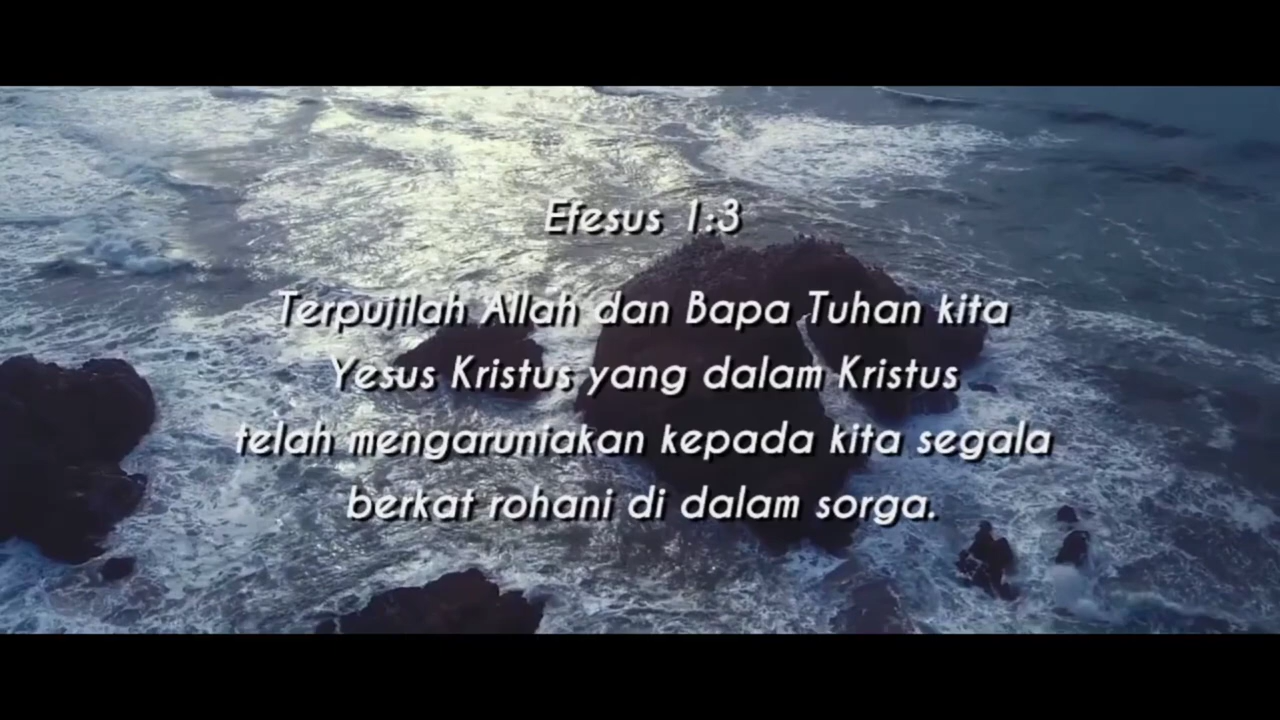 Efesus 1:3
Terpujilah Allah dan Bapa Tuhan kita
Yesus Kristus yang dalam Kristus
telah mengaruniakan kepada kita segala
berkat rohani di dalam sorga.